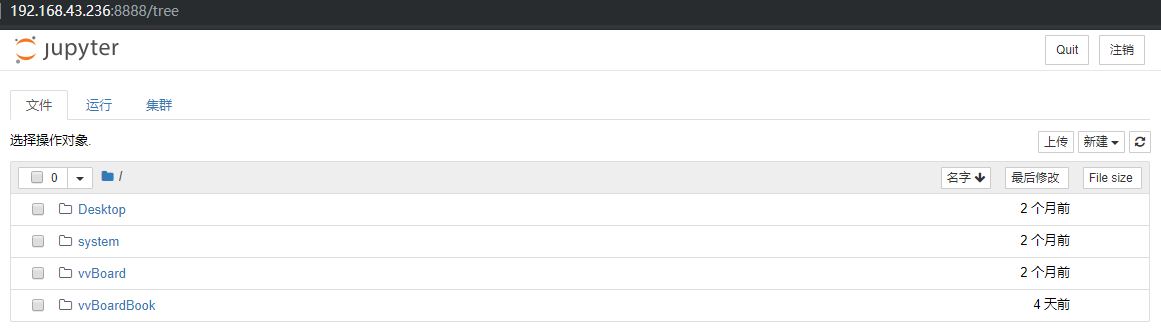 192.168.43.236:8888/tree
jupyter Quit 注销
文件 运行 集群
选择操作对象. 上传 新建
0 / 名字 最后修改 File size
Desktop 2 个月前
system 2 个月前
vvBoard 2 个月前
vvBoardBook 4 天前